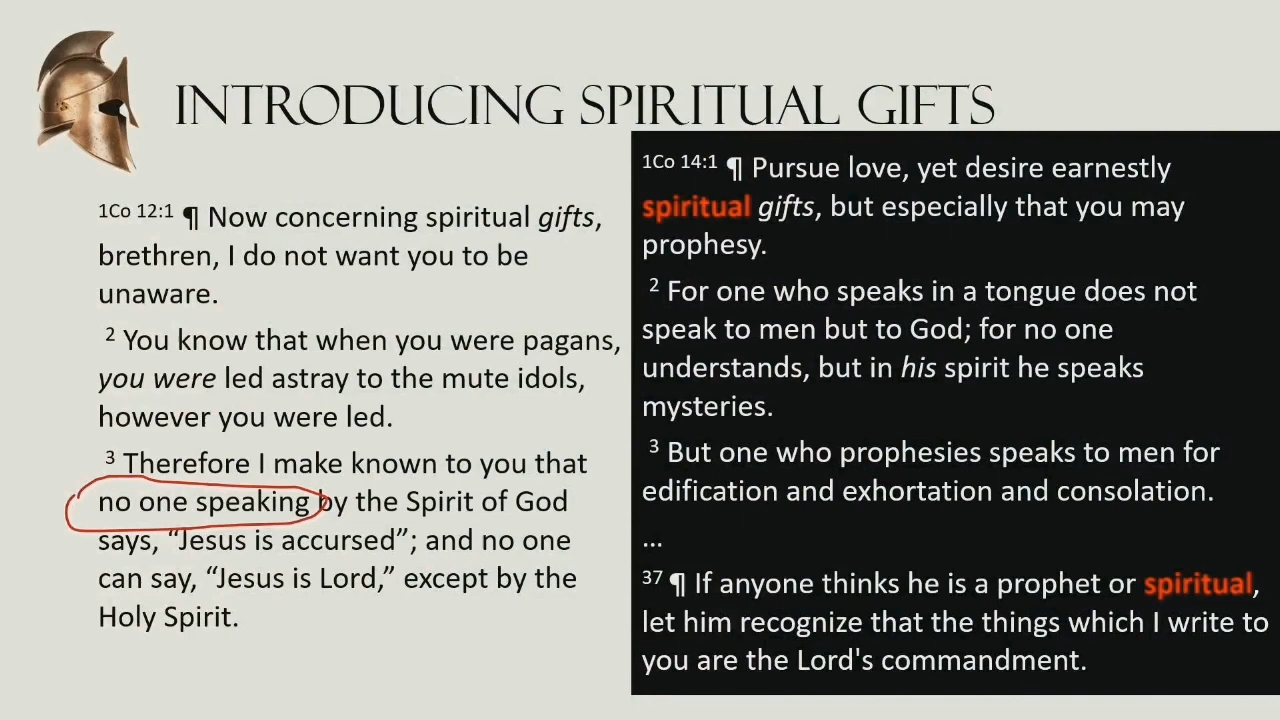 INTRODUCING SPIRITUAL GIFTS
1Co 12:1 ¶ Now concerning spiritual gifts,
brethren, I do not want you to be
unaware.
2 You know that when you were pagans,
you were led astray to the mute idols,
however you were led.
3 Therefore I make known to you that
no one speaking by the Spirit of God
says, “Jesus is accursed”; and no one
can say, “Jesus is Lord,” except by the
Holy Spirit.
1Co 14:1 ¶ Pursue love, yet desire earnestly
spiritual gifts, but especially that you may
prophesy.
2 For one who speaks in a tongue does not
speak to men but to God; for no one
understands, but in his spirit he speaks
mysteries.
3 But one who prophesies speaks to men for
edification and exhortation and consolation.
...
37 ¶ If anyone thinks he is a prophet or spiritual,
let him recognize that the things which I write to
you are the Lord's commandment.